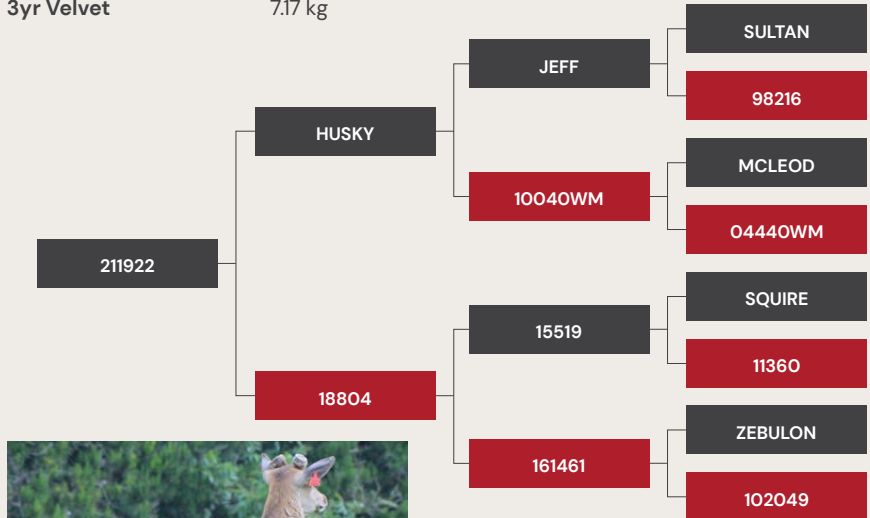 3yr Velvet 7.17 kg
SULTAN
JEFF
98216
HUSKY
MCLEOD
10040WM
04440WM
211922
SQUIRE
15519
11360
18804
ZEBULON
161461
102049